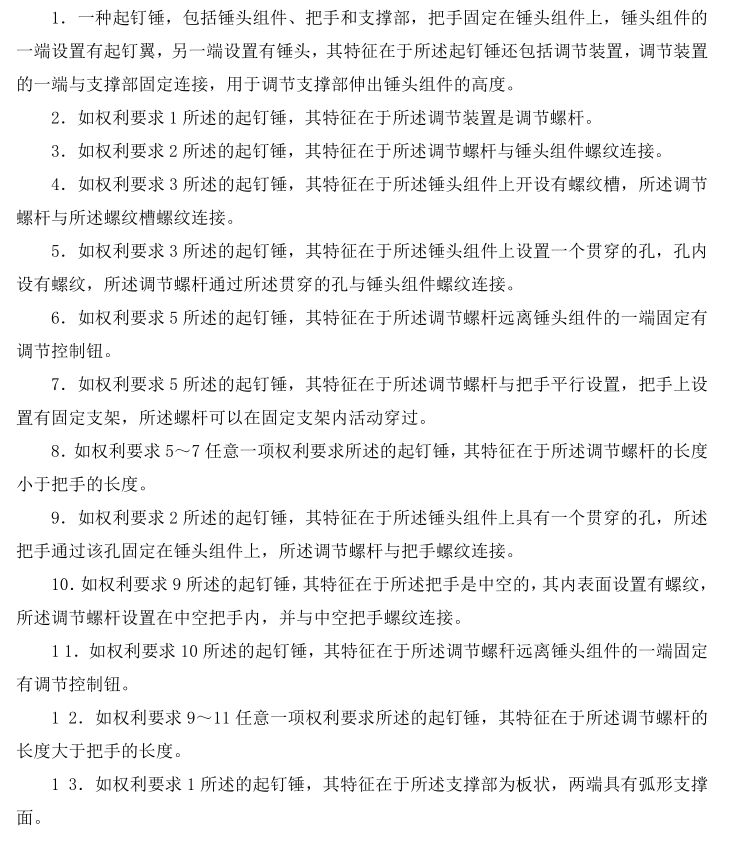 1．一种起钉锤，包括锤头组件、把手和支撑部，把手固定在锤头组件上，锤头组件的
一端设置有起钉翼，另一端设置有锤头，其特征在于所述起钉锤还包括调节装置，调节装置
的一端与支撑部固定连接，用于调节支撑部伸出锤头组件的高度。
2．如权利要求 1 所述的起钉锤，其特征在于所述调节装置是调节螺杆。
3．如权利要求 2 所述的起钉锤，其特征在于所述调节螺杆与锤头组件螺纹连接。
4．如权利要求 3 所述的起钉锤，其特征在于所述锤头组件上开设有螺纹槽，所述调节
螺杆与所述螺纹槽螺纹连接。
5．如权利要求 3 所述的起钉锤，其特征在于所述锤头组件上设置一个贯穿的孔，孔内
设有螺纹，所述调节螺杆通过所述贯穿的孔与锤头组件螺纹连接。
6．如权利要求 5 所述的起钉锤，其特征在于所述调节螺杆远离锤头组件的一端固定有
调节控制钮。
7．如权利要求 5 所述的起钉锤，其特征在于所述调节螺杆与把手平行设置，把手上设
置有固定支架，所述螺杆可以在固定支架内活动穿过。
8．如权利要求 5～7 任意一项权利要求所述的起钉锤，其特征在于所述调节螺杆的长度
小于把手的长度。
9．如权利要求 2 所述的起钉锤，其特征在于所述锤头组件上具有一个贯穿的孔，所述
把手通过该孔固定在锤头组件上，所述调节螺杆与把手螺纹连接。
10．如权利要求 9 所述的起钉锤，其特征在于所述把手是中空的，其内表面设置有螺纹，
所述调节螺杆设置在中空把手内，并与中空把手螺纹连接。
1 1．如权利要求 10 所述的起钉锤，其特征在于所述调节螺秆远离锤头组件的一端固定
有调节控制钮。
1 2．如权利要求 9～11 任意一项权利要求所述的起钉锤，其特征在于所述调节螺杆的
长度大于把手的长度。
1 3．如权利要求 1 所述的起钉锤，其特征在于所述支撑部为板状，两端具有弧形支撑
面。